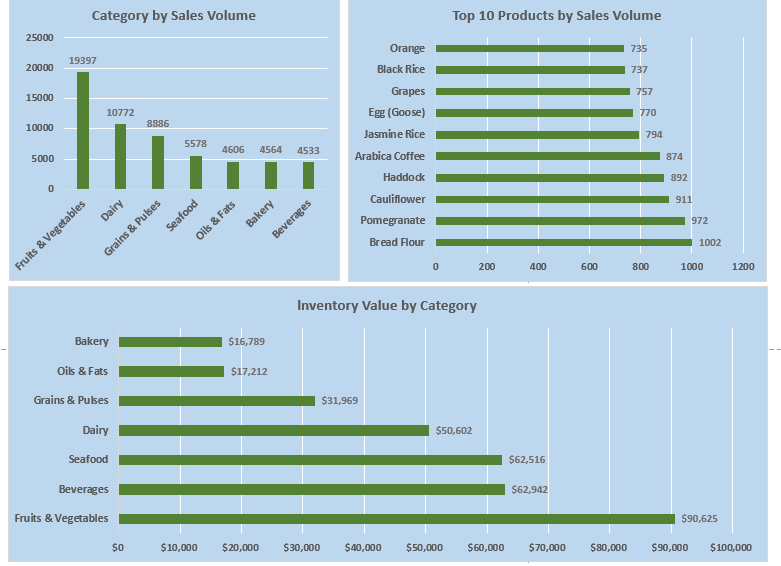 Category by Sales Volume
25000
20000
15000
10000
5000
0
19397
10772
8886
5578
4606
4564
4533
Fruits & Vegetables
Dairy
Grains & Pulses
Seafood
Oils & Fats
Bakery
Beverages
Top 10 Products by Sales Volume
Orange 735
Black Rice 737
Grapes 757
Egg (Goose) 770
Jasmine Rice 794
Arabica Coffee 874
Haddock 892
Cauliflower 911
Pomegranate 972
Bread Flour 1002
0 200 400 600 800 1000 1200
Inventory Value by Category
Bakery $16,789
Oils & Fats $17,212
Grains & Pulses $31,969
Dairy $50,602
Seafood $62,516
Beverages $62,942
Fruits & Vegetables $90,625
$0 $10,000 $20,000 $30,000 $40,000 $50,000 $60,000 $70,000 $80,000 $90,000 $100,000